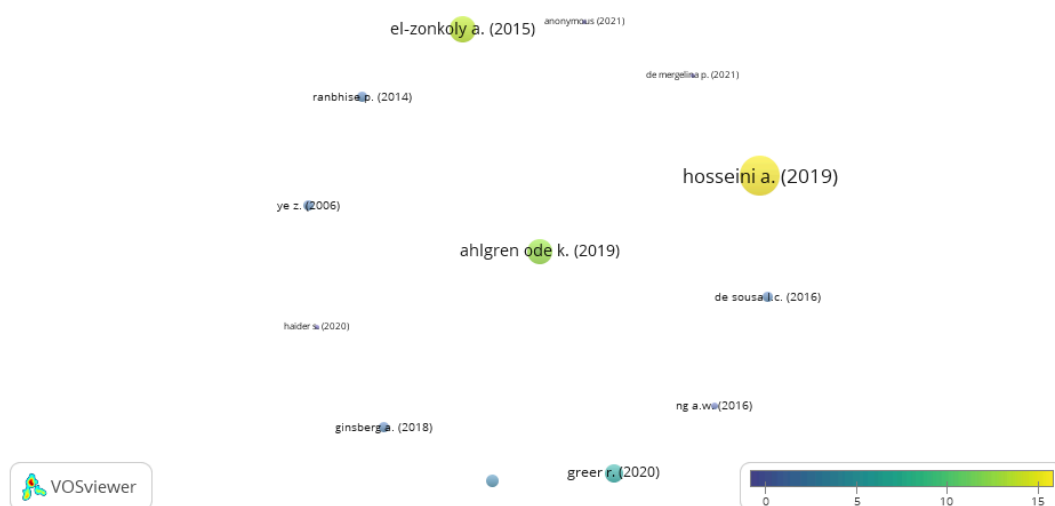 el-zonkoly a. (2015)
anonymous (2021)
de mergelina p. (2021)
ranbhise p. (2014)
hosseini a. (2019)
ye z. (2006)
ahlgren ode k. (2019)
de sousa l.c. (2016)
haider s. (2020)
ng a.w. (2016)
ginsberg a. (2018)
greer r. (2020)
VOSviewer
0 5 10 15